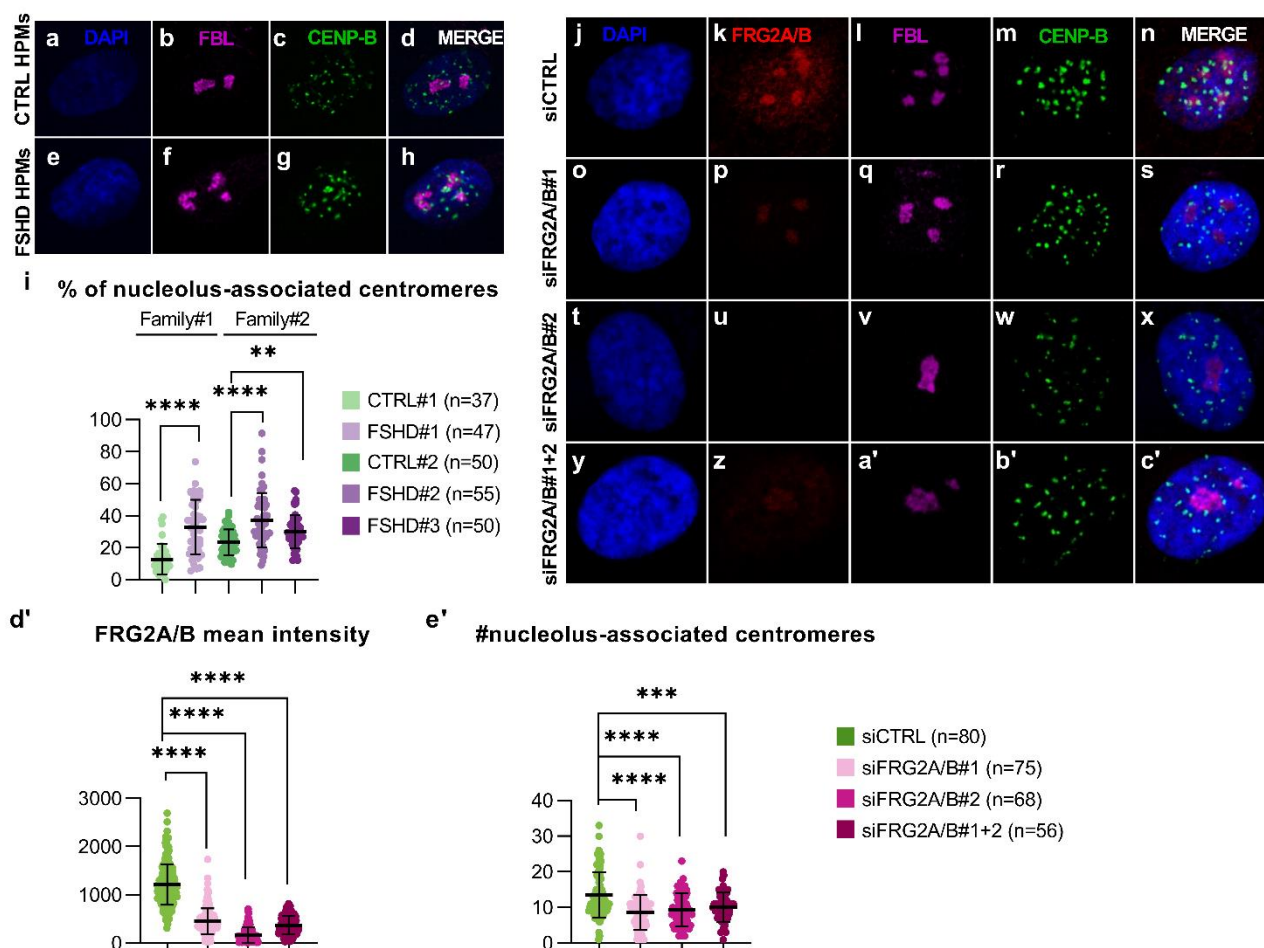 a DAPI b FBL c CENP-B d MERGE
CTRL HPMs
e f g h
FSHD HPMs
i % of nucleolus-associated centromeres
Family#1 Family#2
**
**** ****
CTRL#1 (n=37)
FSHD#1 (n=47)
CTRL#2 (n=50)
FSHD#2 (n=55)
FSHD#3 (n=50)
100
80
60
40
20
0
j DAPI k FRG2A/B l FBL m CENP-B n MERGE
siCTRL
o p q r s
siFRG2A/B#1
t u v w x
siFRG2A/B#2
y z a' b' c'
siFRG2A/B#1+2
d' FRG2A/B mean intensity
****
****
****
3000
2000
1000
0
e' #nucleolus-associated centromeres
***
****
****
40
30
20
10
0
siCTRL (n=80)
siFRG2A/B#1 (n=75)
siFRG2A/B#2 (n=68)
siFRG2A/B#1+2 (n=56)